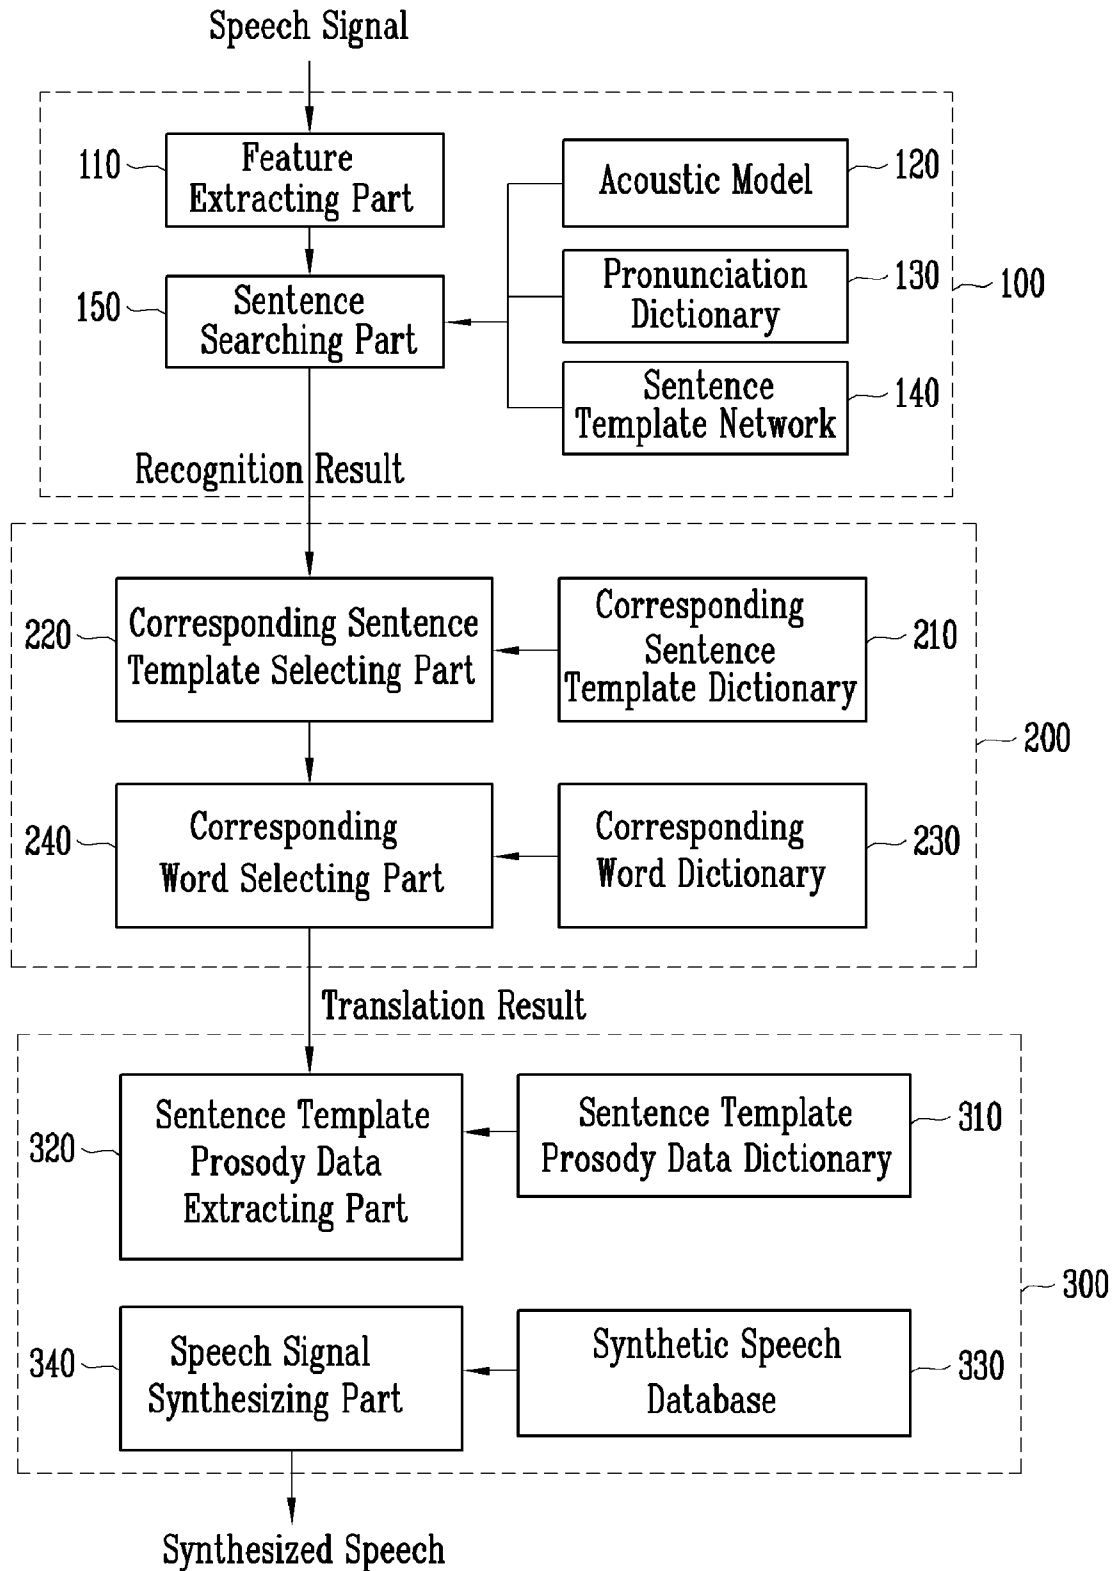 Speech Signal
110
Feature
Extracting Part
Acoustic Model
120
150
Sentence
Searching Part
Pronunciation
Dictionary
130
100
Sentence
Template Network
140
Recognition Result
220
Corresponding Sentence
Template Selecting Part
Corresponding
Sentence
Template Dictionary
210
200
240
Corresponding
Word Selecting Part
Corresponding
Word Dictionary
230
Translation Result
320
Sentence Template
Prosody Data
Extracting Part
Sentence Template
Prosody Data Dictionary
310
300
340
Speech Signal
Synthesizing Part
Synthetic Speech
Database
330
Synthesized Speech